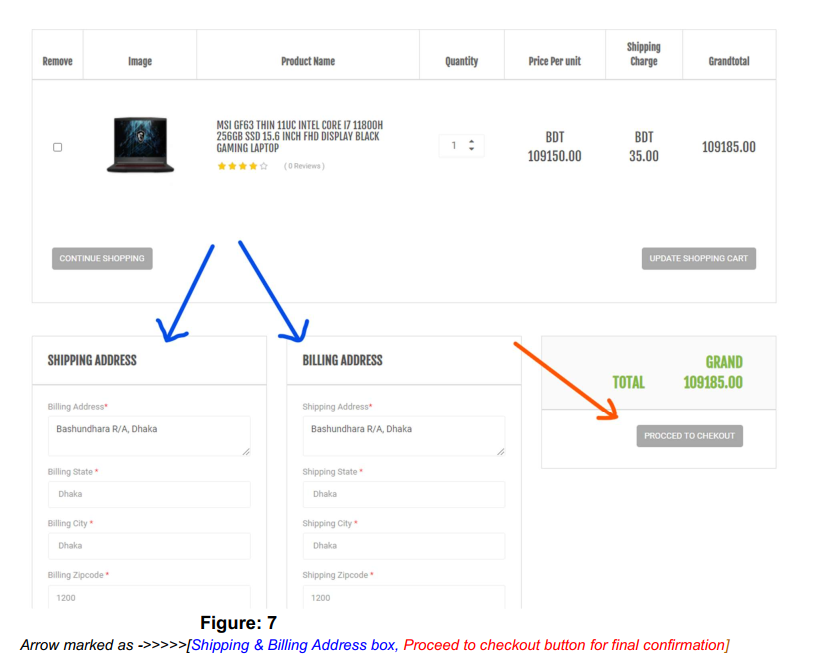 Remove Image Product Name Quantity Price Per unit Shipping Charge Grandtotal
MSI GF63 THIN 11UC INTEL CORE I7 11800H
256GB SSD 15.6 INCH FHD DISPLAY BLACK
GAMING LAPTOP
( 0 Reviews )
1
BDT
109150.00
BDT
35.00
109185.00
CONTINUE SHOPPING
UPDATE SHOPPING CART
SHIPPING ADDRESS
Billing Address*
Bashundhara R/A, Dhaka
Billing State *
Dhaka
Billing City *
Dhaka
Billing Zipcode *
1200
BILLING ADDRESS
Shipping Address*
Bashundhara R/A, Dhaka
Shipping State *
Dhaka
Shipping City *
Dhaka
Shipping Zipcode *
1200
GRAND
TOTAL 109185.00
PROCCED TO CHEKOUT
Figure: 7
Arrow marked as ->>>>>[Shipping & Billing Address box, Proceed to checkout button for final confirmation]